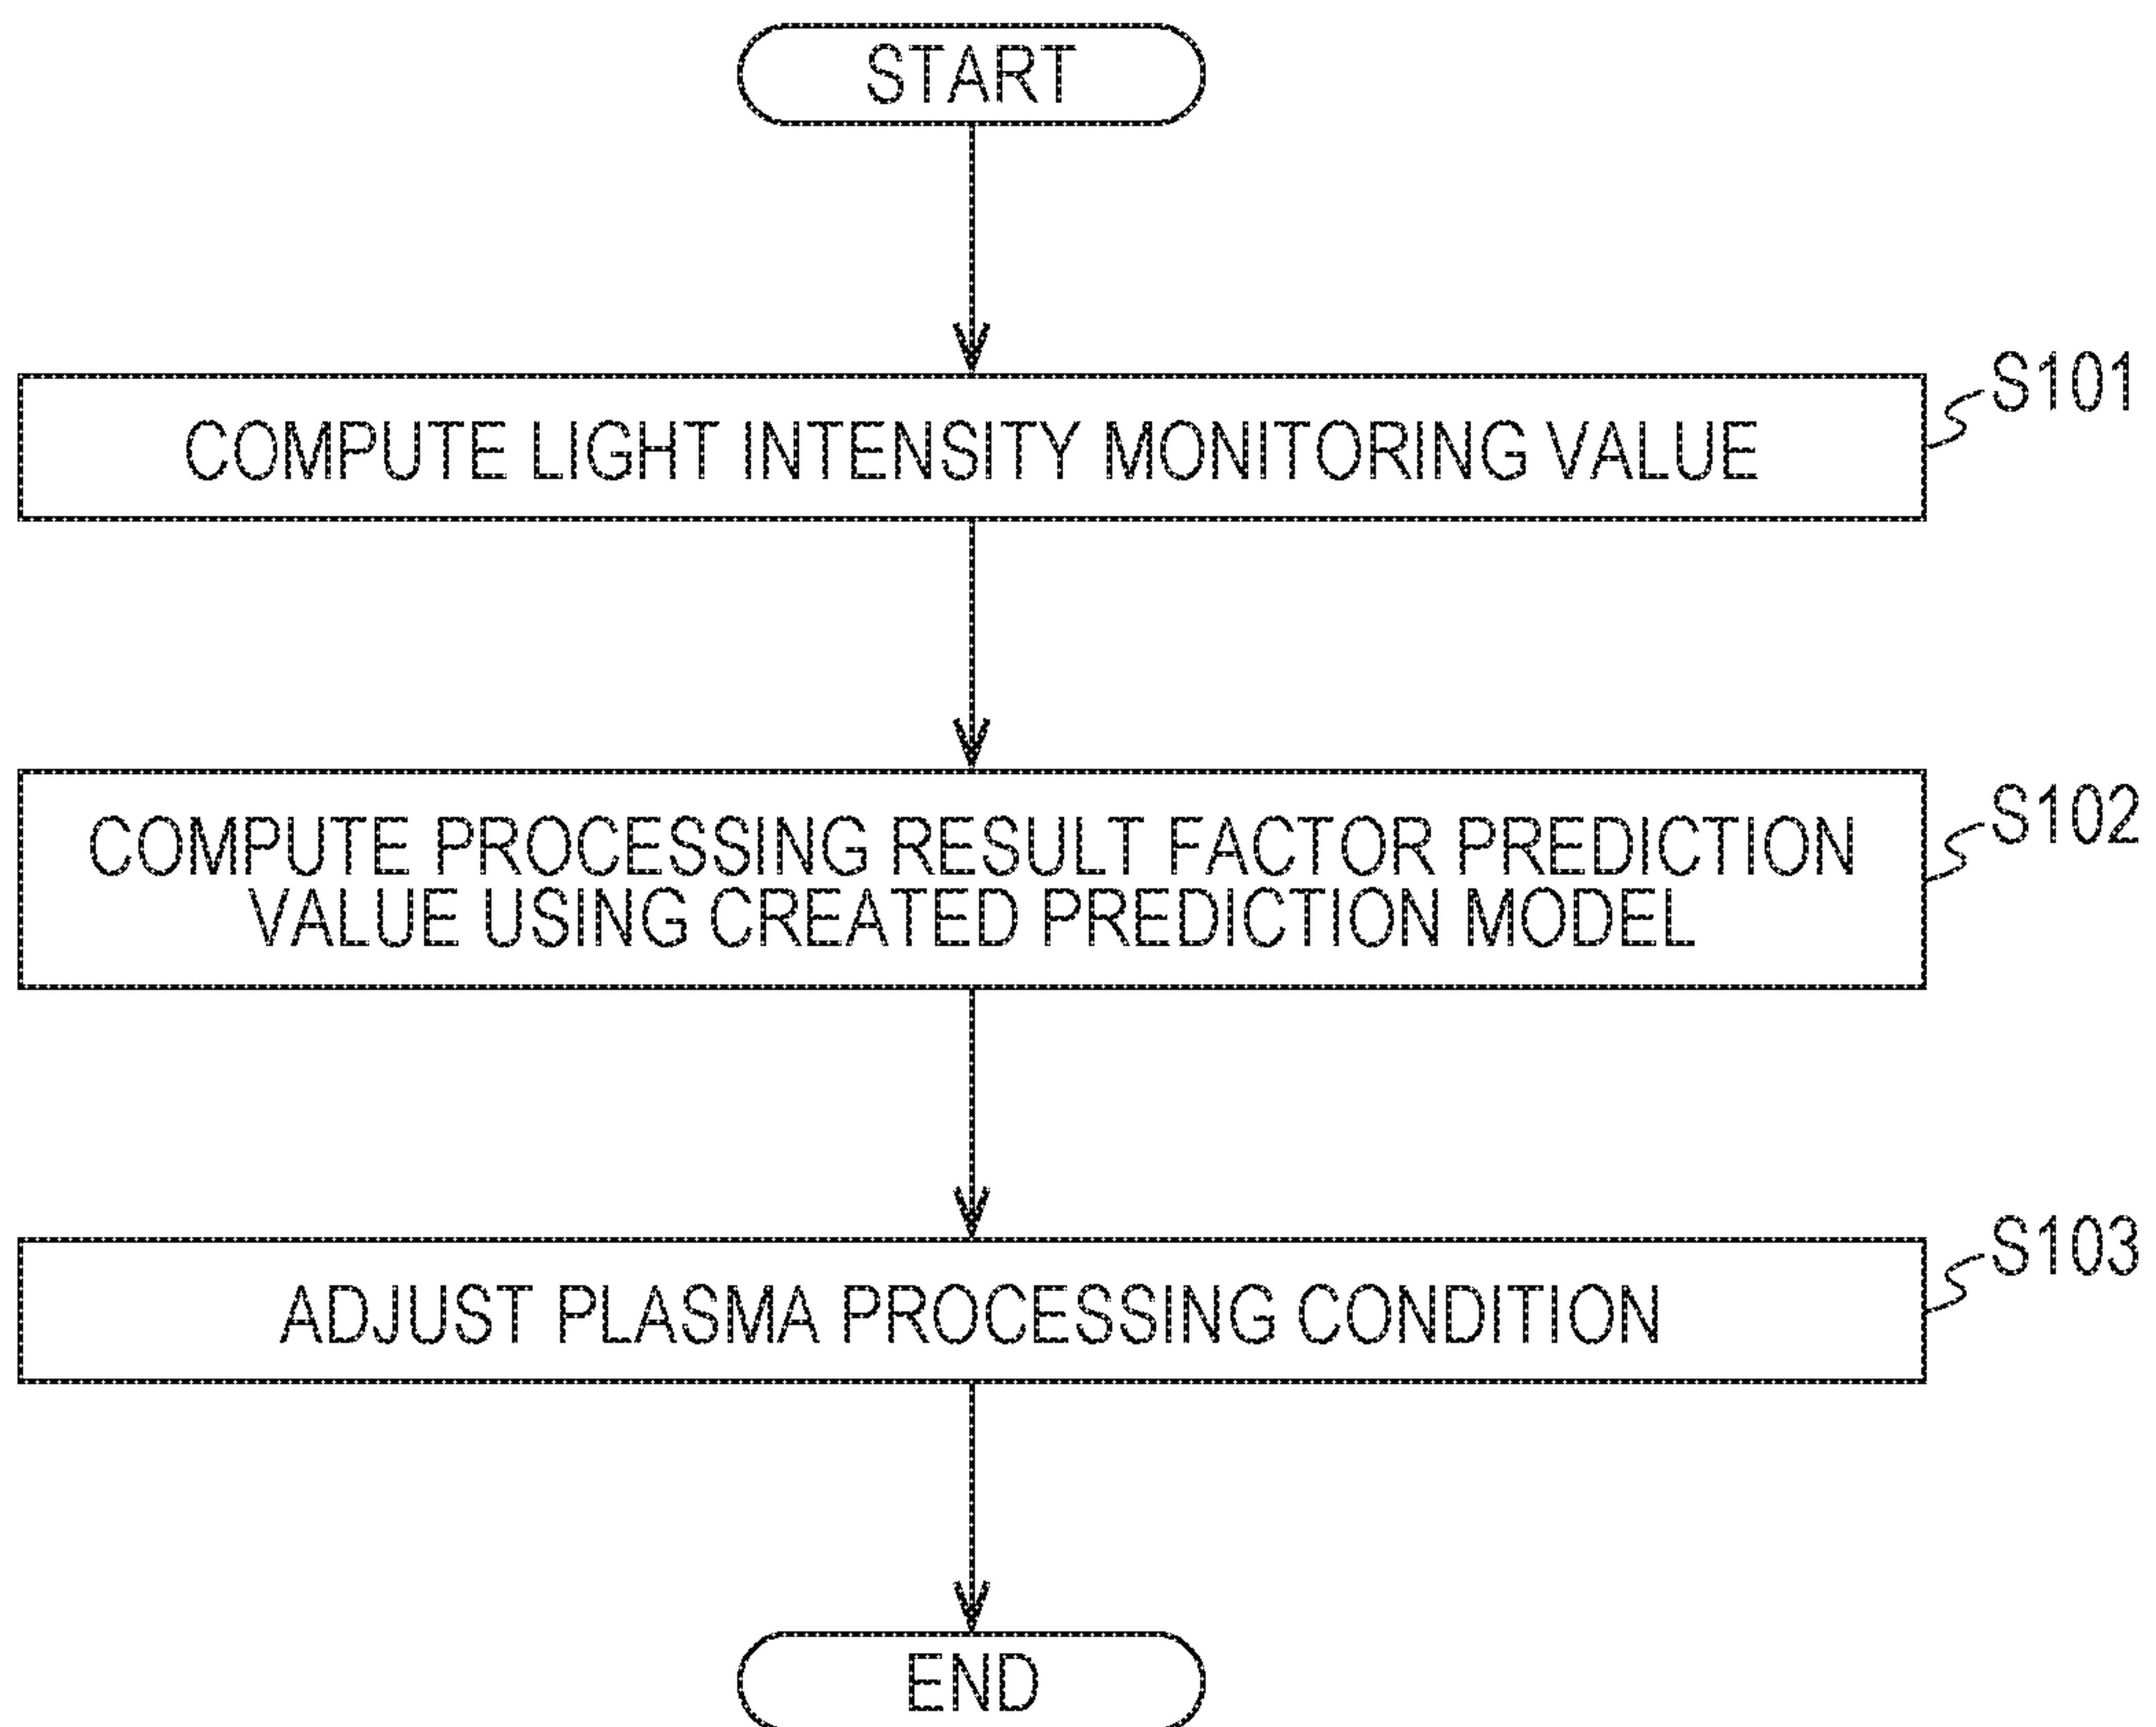 START
COMPUTE LIGHT INTENSITY MONITORING VALUE
S101
COMPUTE PROCESSING RESULT FACTOR PREDICTION
VALUE USING CREATED PREDICTION MODEL
S102
ADJUST PLASMA PROCESSING CONDITION
S103
END